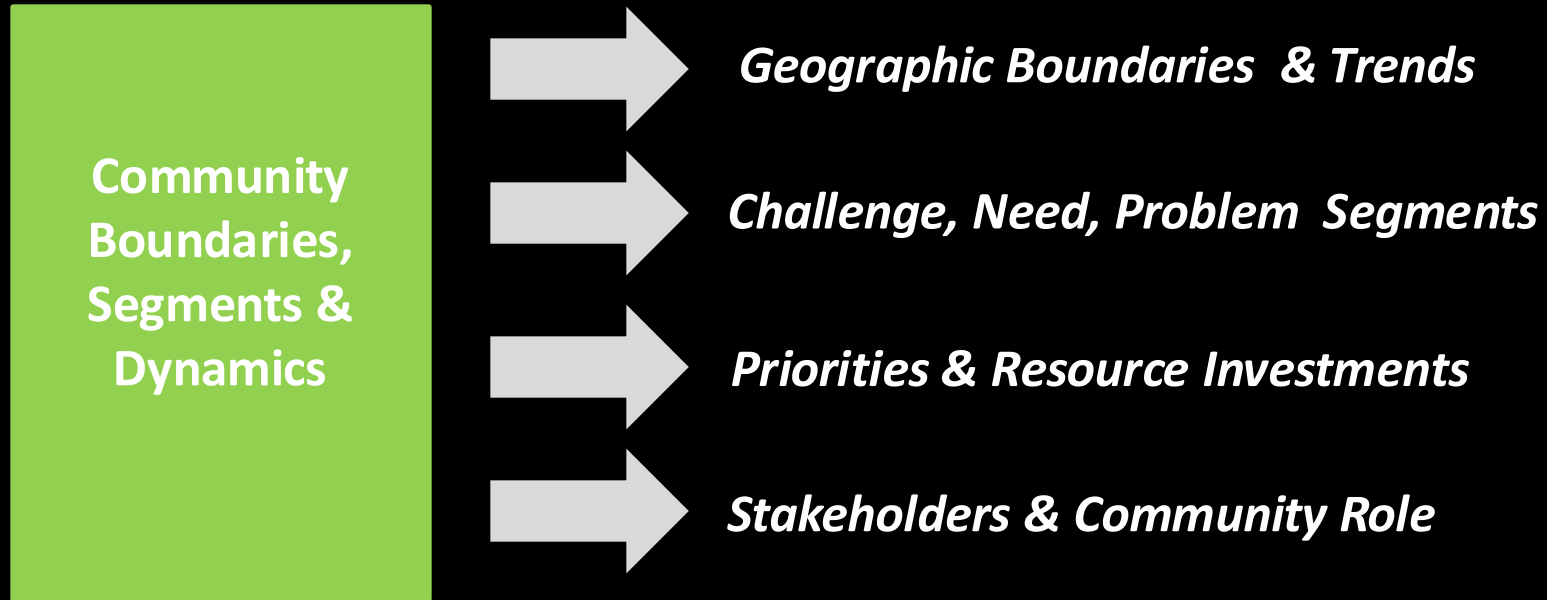 Community
Boundaries,
Segments &
Dynamics
Geographic Boundaries & Trends
Challenge, Need, Problem Segments
Priorities & Resource Investments
Stakeholders & Community Role